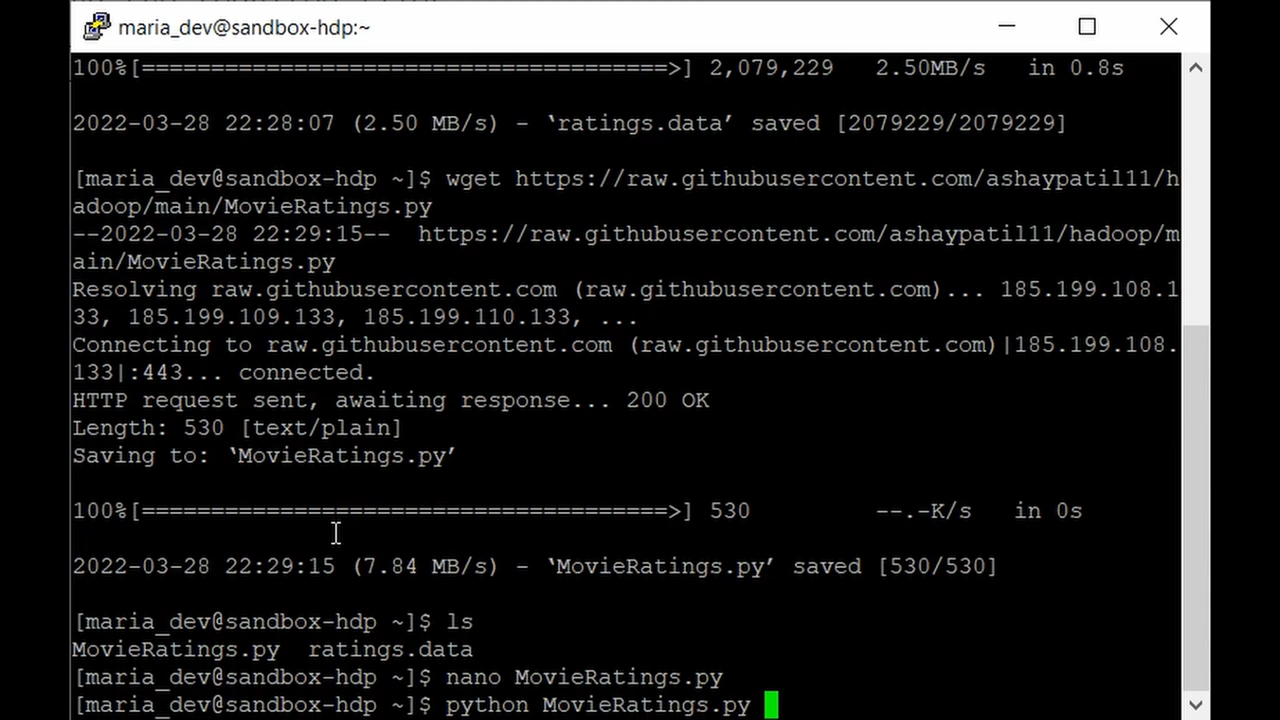 maria_dev@sandbox-hdp:~
100%[======================================>] 2,079,229   2.50MB/s   in 0.8s
2022-03-28 22:28:07 (2.50 MB/s) - ‘ratings.data’ saved [2079229/2079229]
[maria_dev@sandbox-hdp ~]$ wget https://raw.githubusercontent.com/ashaypatil11/h
adoop/main/MovieRatings.py
--2022-03-28 22:29:15--  https://raw.githubusercontent.com/ashaypatil11/hadoop/m
ain/MovieRatings.py
Resolving raw.githubusercontent.com (raw.githubusercontent.com)... 185.199.108.1
33, 185.199.109.133, 185.199.110.133, ...
Connecting to raw.githubusercontent.com (raw.githubusercontent.com)|185.199.108.
133|:443... connected.
HTTP request sent, awaiting response... 200 OK
Length: 530 [text/plain]
Saving to: ‘MovieRatings.py’
100%[======================================>] 530         --.-K/s   in 0s
2022-03-28 22:29:15 (7.84 MB/s) - ‘MovieRatings.py’ saved [530/530]
[maria_dev@sandbox-hdp ~]$ ls
MovieRatings.py  ratings.data
[maria_dev@sandbox-hdp ~]$ nano MovieRatings.py
[maria_dev@sandbox-hdp ~]$ python MovieRatings.py